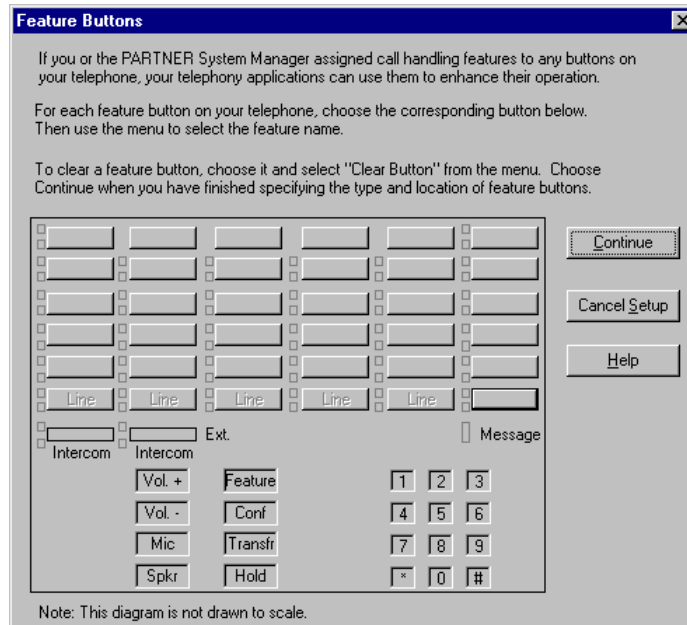 Feature Buttons
If you or the PARTNER System Manager assigned call handling features to any buttons on
your telephone, your telephony applications can use them to enhance their operation.
For each feature button on your telephone, choose the corresponding button below.
Then use the menu to select the feature name.
To clear a feature button, choose it and select "Clear Button" from the menu. Choose
Continue when you have finished specifying the type and location of feature buttons.
Continue
Cancel Setup
Help
Line Line Line Line Line
Ext. Message
Intercom Intercom
Vol. + Feature 1 2 3
Vol. - Conf 4 5 6
Mic Transfr 7 8 9
Spkr Hold * 0 #
Note: This diagram is not drawn to scale.